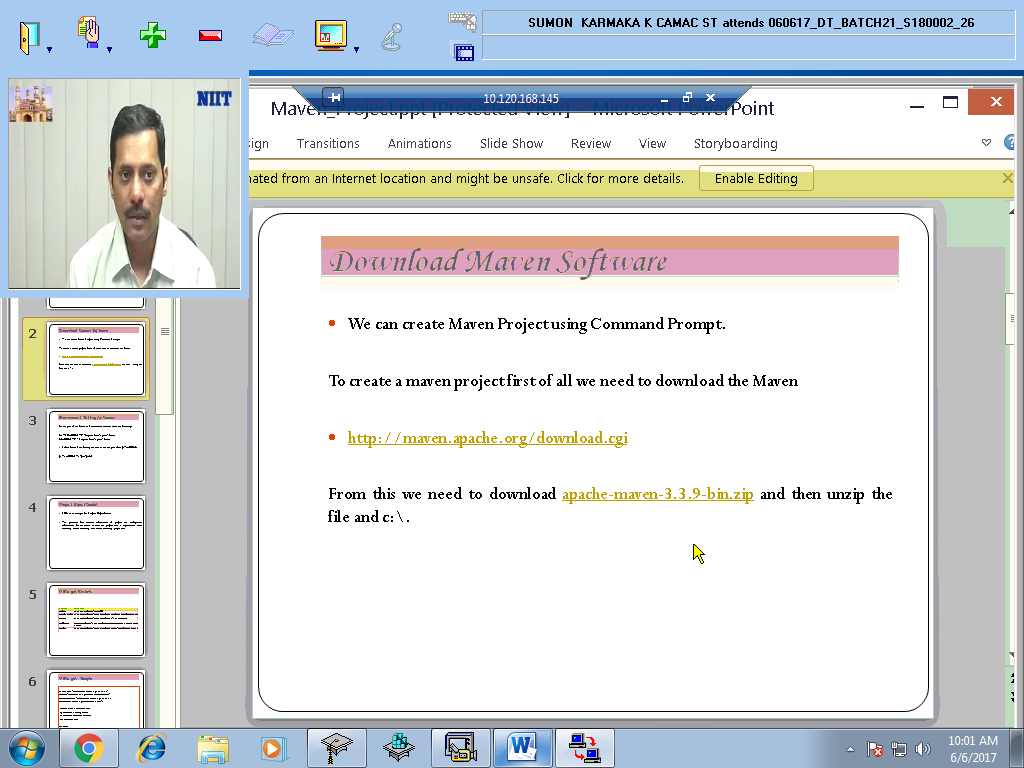 SUMON KARMAKA K CAMAC ST attends 060617_DT_BATCH21_S180002_26
NIIT
10.120.168.145
Maven_Project.ppt [Protected View] - Microsoft PowerPoint
sign Transitions Animations Slide Show Review View Storyboarding
nated from an Internet location and might be unsafe. Click for more details. Enable Editing
Download Maven Software
• We can create Maven Project using Command Prompt.
To create a maven project first of all we need to download the Maven
• http://maven.apache.org/download.cgi
From this we need to download apache-maven-3.3.9-bin.zip and then unzip the
file and c:\.
2
3
4
5
6
10:01 AM
6/6/2017